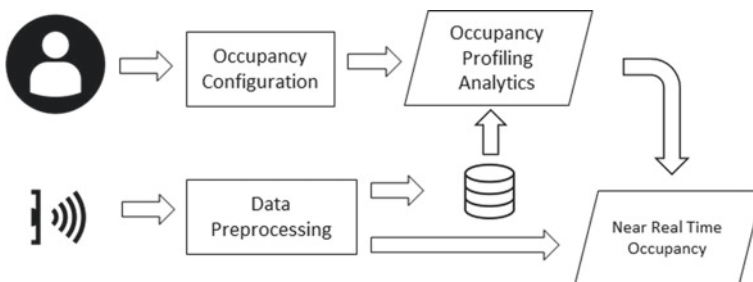 Occupancy
Configuration
Occupancy
Profiling
Analytics
Data
Preprocessing
Near Real Time
Occupancy